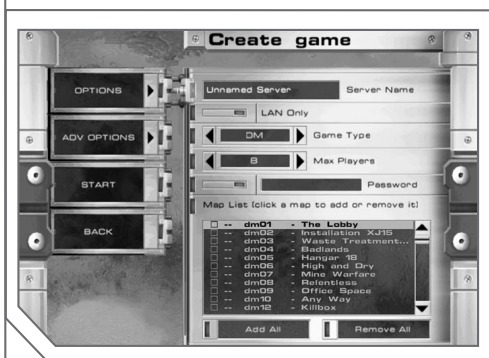 Create game
OPTIONS
ADV OPTIONS
START
BACK
Unnamed Server Server Name
LAN Only
DM Game Type
8 Max Players
Password
Map List (click a map to add or remove it)
-- dm01 - The Lobby
-- dm02 - Installation XJ15
-- dm03 - Waste Treatment...
-- dm04 - Badlands
-- dm05 - Hangar 18
-- dm06 - High and Dry
-- dm07 - Mine Warfare
-- dm08 - Relentless
-- dm09 - Office Space
-- dm10 - Any Way
-- dm12 - Killbox
Add All Remove All